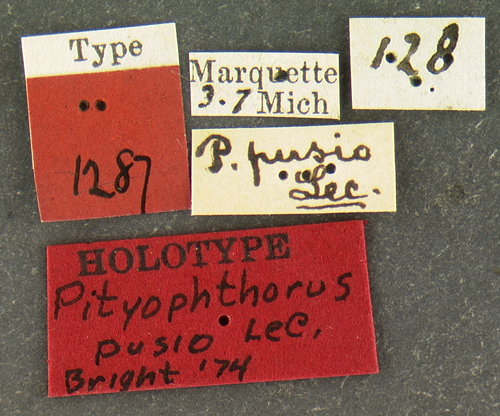 Type
1287
Marquette
3.7 Mich
128
P. pusio
Lec.
HOLOTYPE
Pityophthorus
pusio LeC.
Bright '74